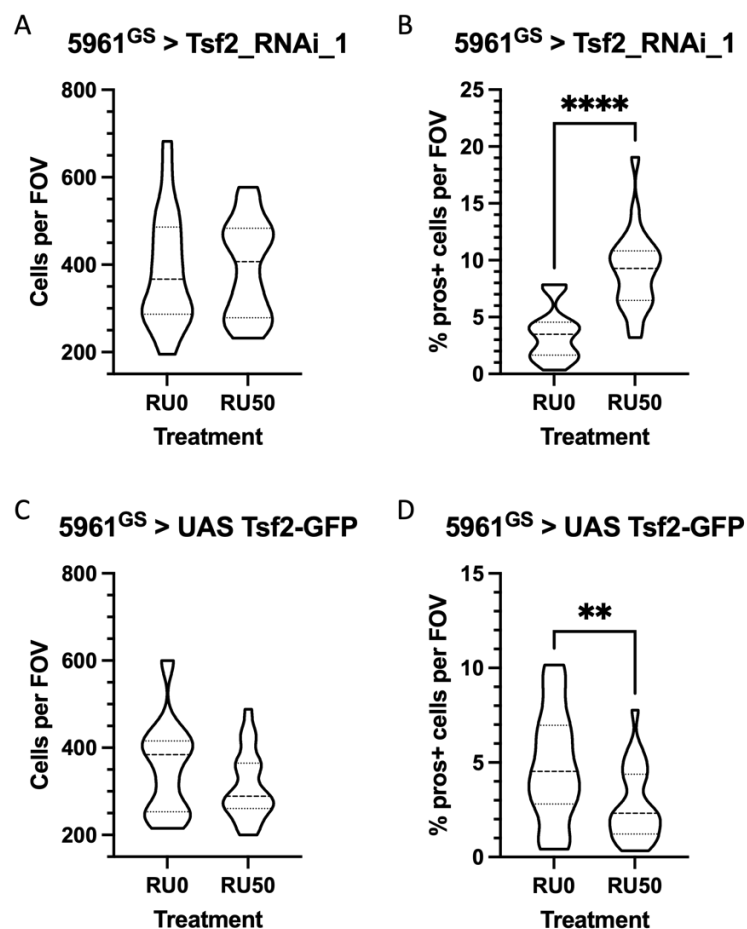 A
5961GS > Tsf2_RNAi_1
Cells per FOV
800
600
400
200
RU0 RU50
Treatment
B
5961GS > Tsf2_RNAi_1
% pros+ cells per FOV
25
20
15
10
5
0
****
RU0 RU50
Treatment
C
5961GS > UAS Tsf2-GFP
Cells per FOV
800
600
400
200
RU0 RU50
Treatment
D
5961GS > UAS Tsf2-GFP
% pros+ cells per FOV
15
10
5
0
**
RU0 RU50
Treatment